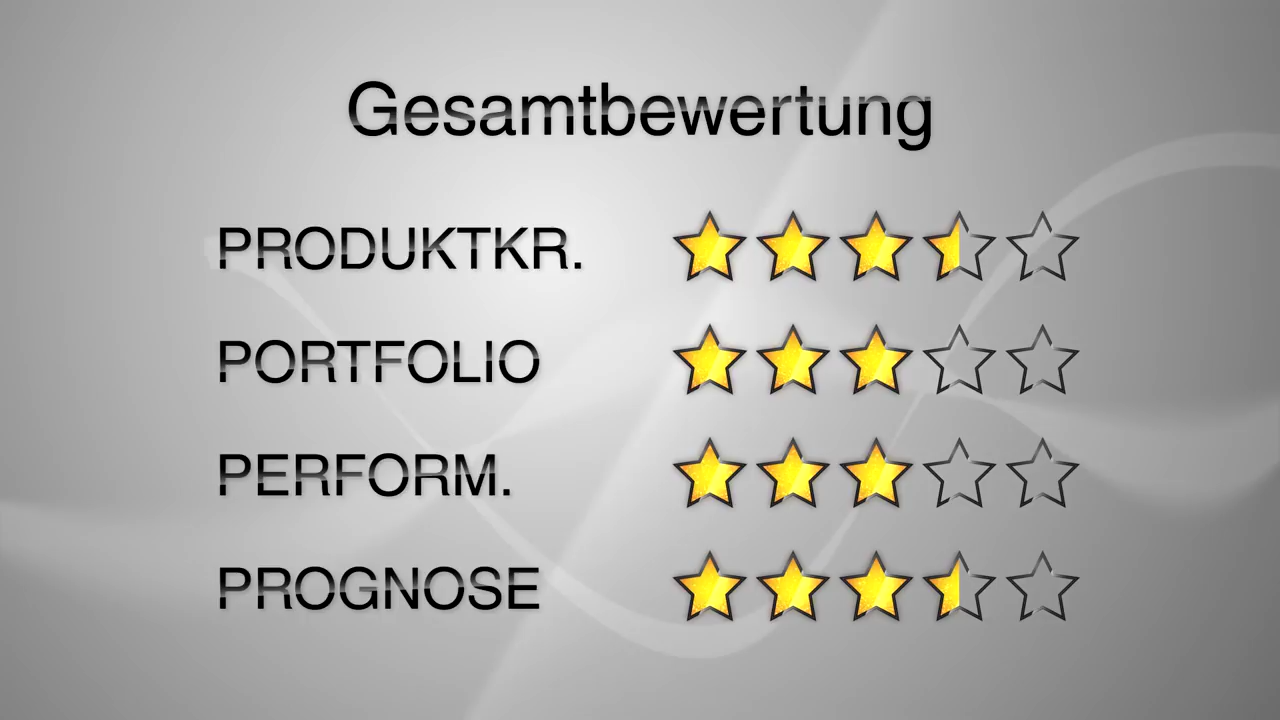 Gesamtbewertung
PRODUKTKR.
PORTFOLIO
PERFORM.
PROGNOSE